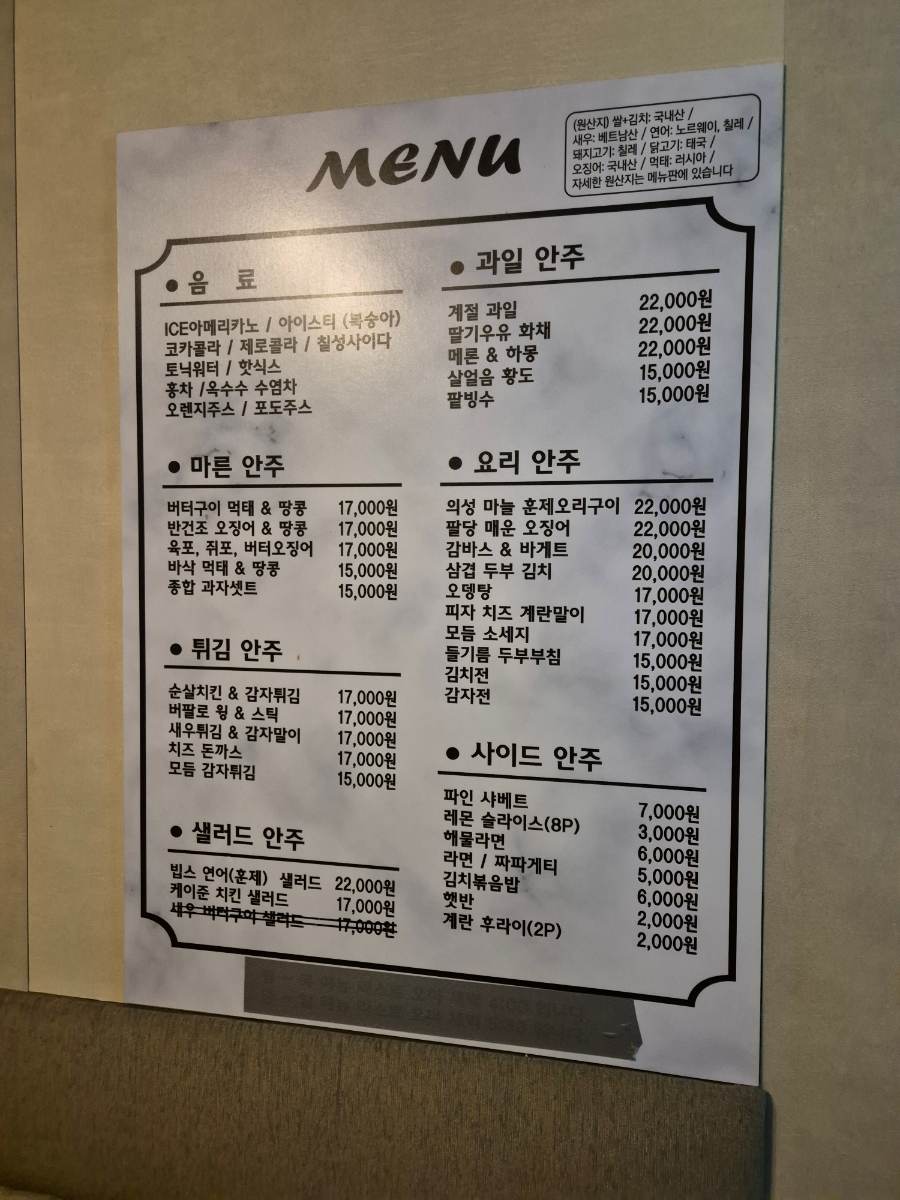 MENU
(원산지) 쌀+김치: 국내산 /
새우: 베트남산 / 연어: 노르웨이, 칠레 /
돼지고기: 칠레 / 닭고기: 태국 /
오징어: 국내산 / 먹태: 러시아 /
자세한 원산지는 메뉴판에 있습니다
● 음 료
ICE아메리카노 / 아이스티 (복숭아)
코카콜라 / 제로콜라 / 칠성사이다
토닉워터 / 핫식스
홍차 /옥수수 수염차
오렌지주스 / 포도주스
● 마른 안주
버터구이 먹태 & 땅콩 17,000원
반건조 오징어 & 땅콩 17,000원
육포, 쥐포, 버터오징어 17,000원
바삭 먹태 & 땅콩 15,000원
종합 과자셋트 15,000원
● 튀김 안주
순살치킨 & 감자튀김 17,000원
버팔로 윙 & 스틱 17,000원
새우튀김 & 감자말이 17,000원
치즈 돈까스 17,000원
모듬 감자튀김 15,000원
● 샐러드 안주
빕스 연어(훈제) 샐러드 22,000원
케이준 치킨 샐러드 17,000원
새우 버터구이 샐러드 17,000원
● 과일 안주
계절 과일 22,000원
딸기우유 화채 22,000원
메론 & 하몽 22,000원
살얼음 황도 15,000원
팥빙수 15,000원
● 요리 안주
의성 마늘 훈제오리구이 22,000원
팔당 매운 오징어 22,000원
감바스 & 바게트 20,000원
삼겹 두부 김치 20,000원
오뎅탕 17,000원
피자 치즈 계란말이 17,000원
모듬 소세지 17,000원
들기름 두부부침 15,000원
김치전 15,000원
감자전 15,000원
● 사이드 안주
파인 샤베트 7,000원
레몬 슬라이스(8P) 3,000원
해물라면 6,000원
라면 / 짜파게티 5,000원
김치볶음밥 6,000원
햇반 2,000원
계란 후라이(2P) 2,000원